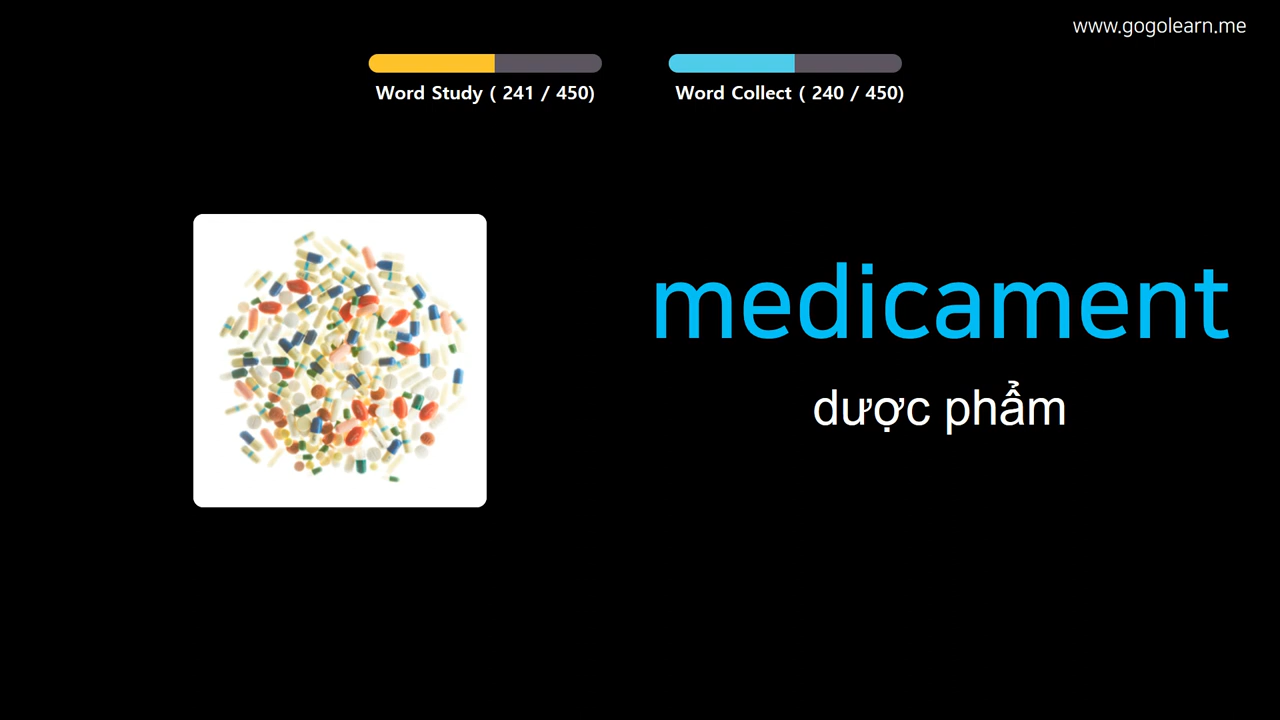 www.gogolearn.me
Word Study ( 241 / 450)
Word Collect ( 240 / 450)
medicament
dược phẩm